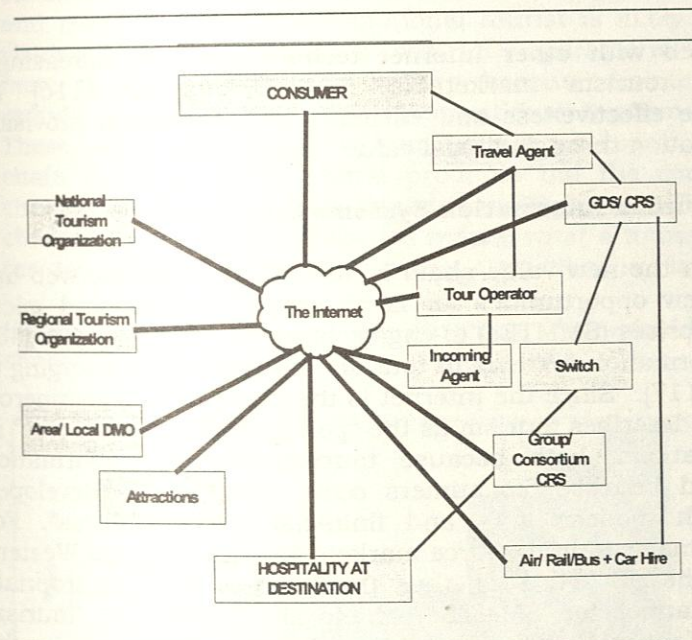 CONSUMER
Travel Agent
National
Tourism
Organization
GDS/ CRS
Tour Operator
The Internet
Regional Tourism
Organization
Incoming
Agent
Switch
Area/ Local DMO
Group/
Consortium
CRS
Attractions
HOSPITALITY AT
DESTINATION
Air/ Rail/Bus + Car Hire